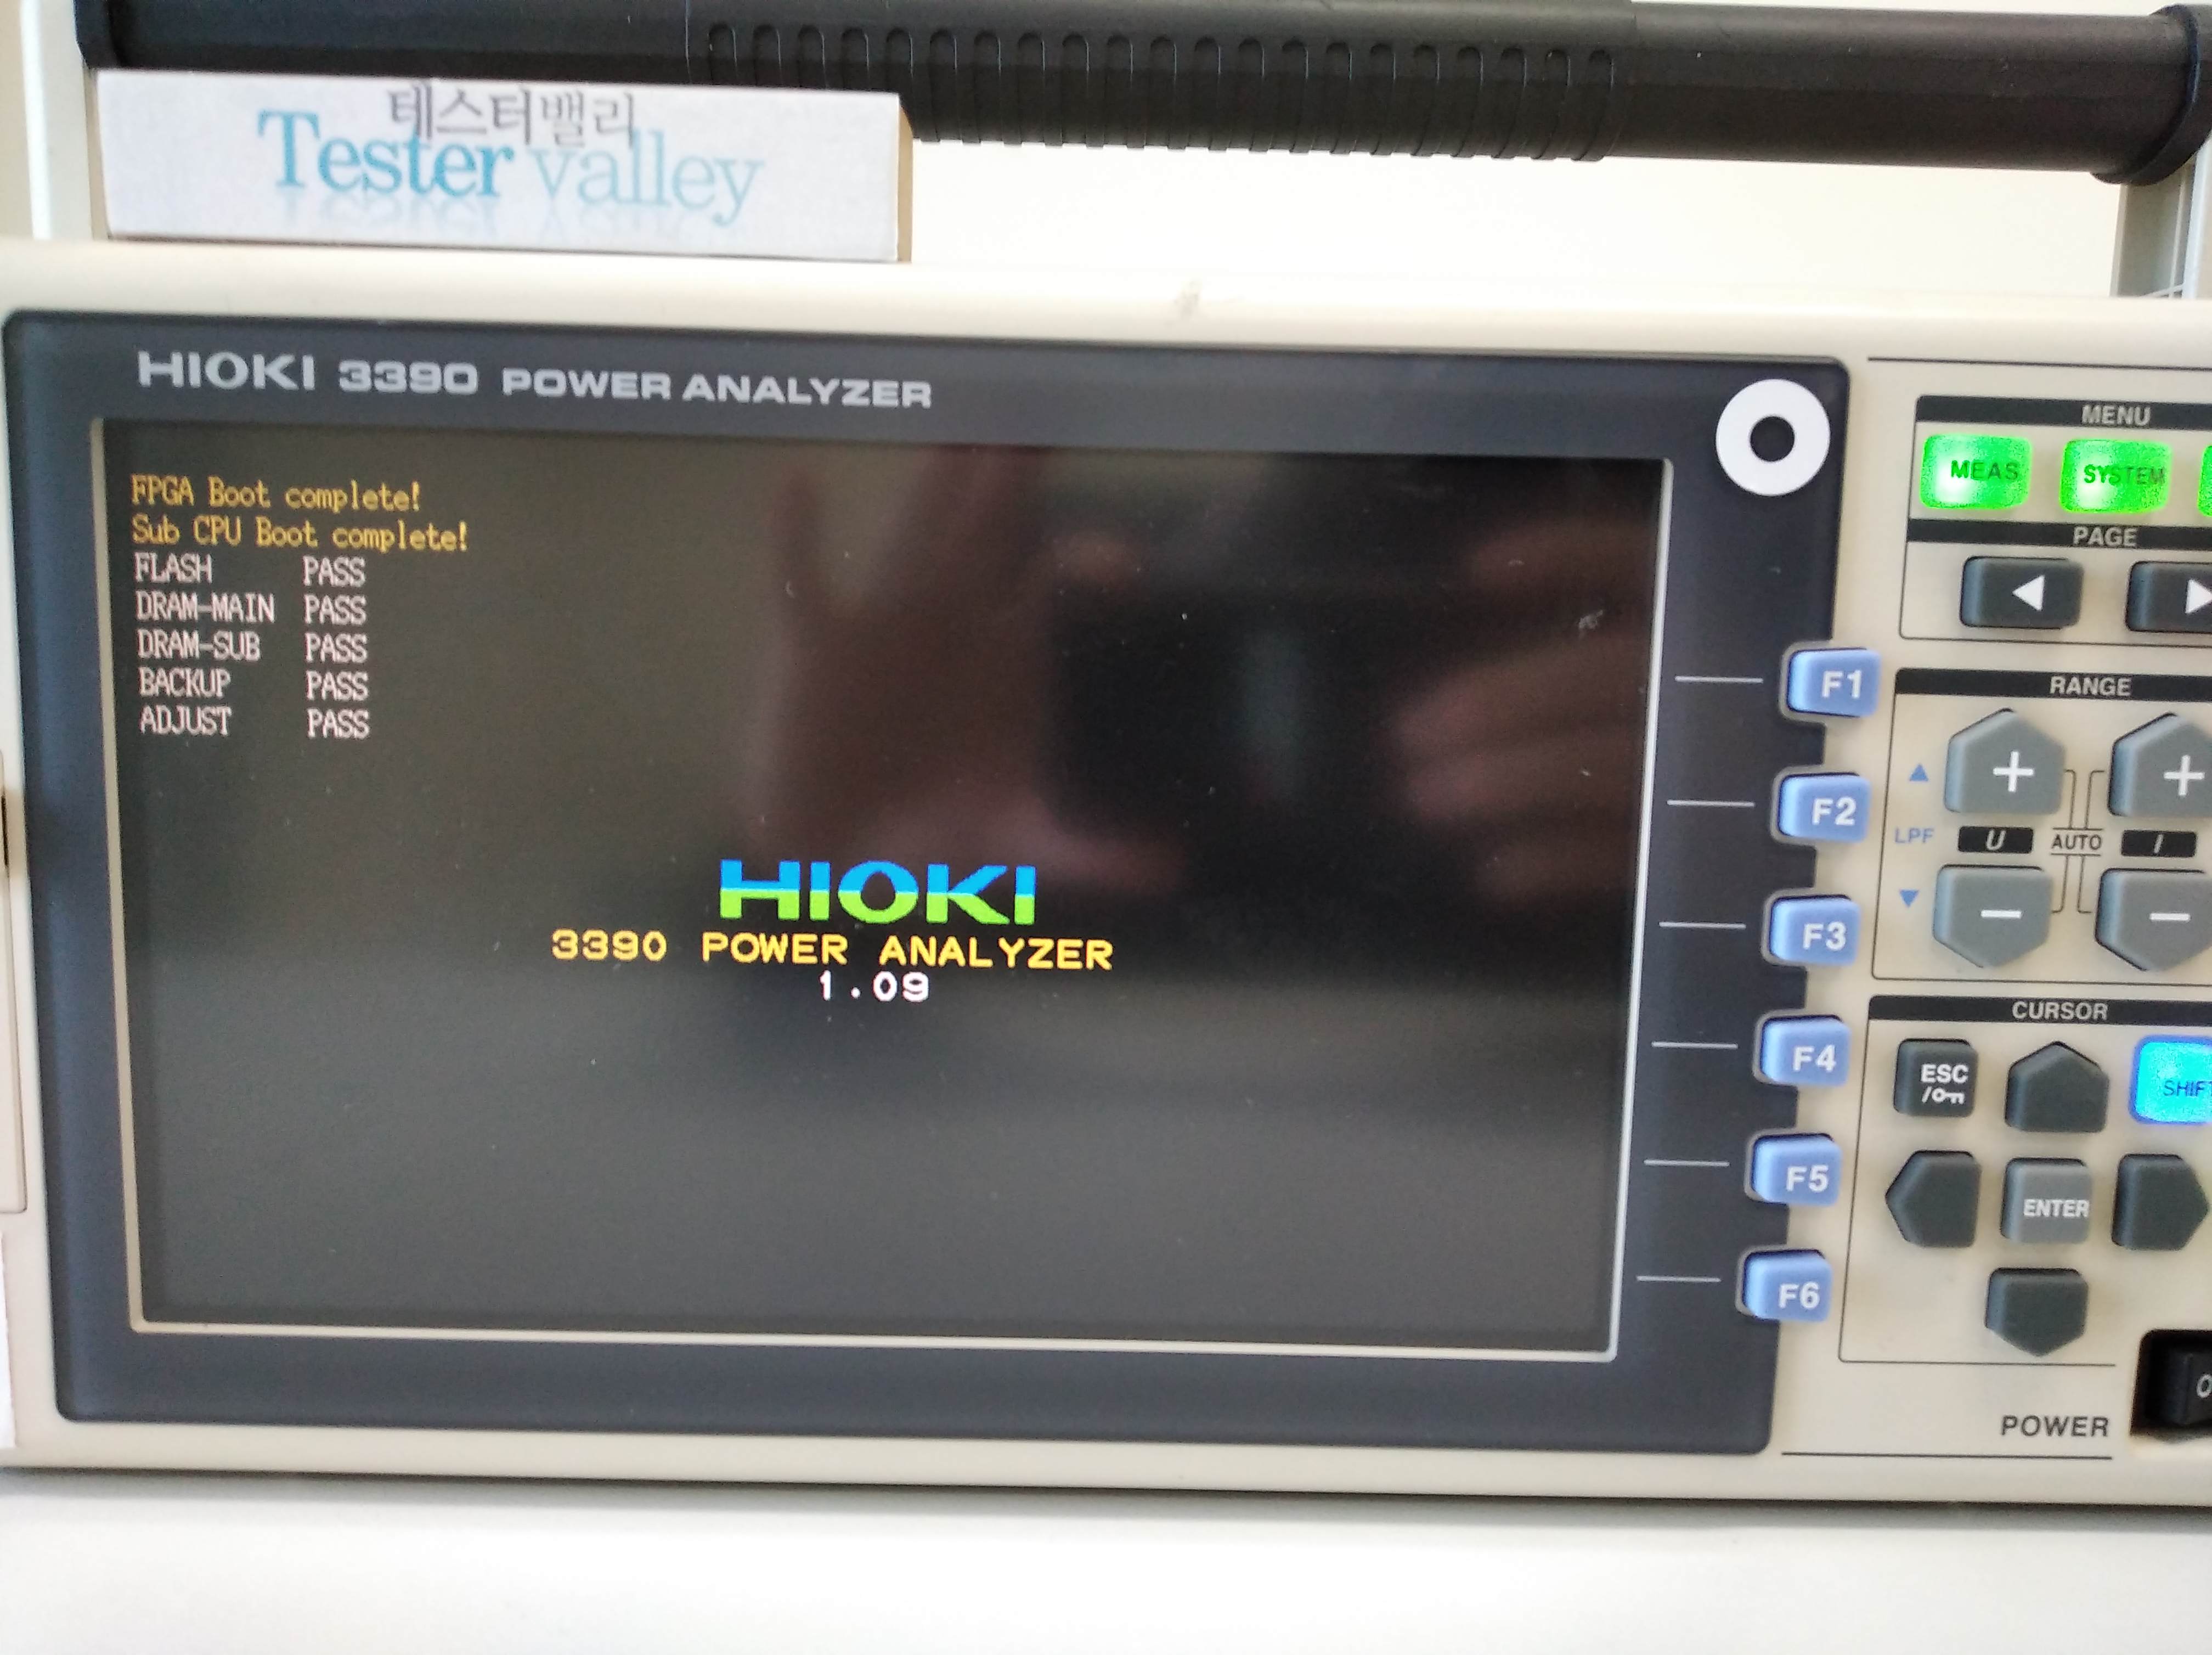 테스터밸리
Tester valley
HIOKI 3390 POWER ANALYZER
FPGA Boot complete!
Sub CPU Boot complete!
FLASH PASS
DRAM-MAIN PASS
DRAM-SUB PASS
BACKUP PASS
ADJUST PASS
HIOKI
3390 POWER ANALYZER
1.09
MENU
MEAS SYSTEM
PAGE
F1
RANGE
F2
LPF U AUTO I
F3
CURSOR
F4
ESC
SHIF
F5
ENTER
F6
POWER